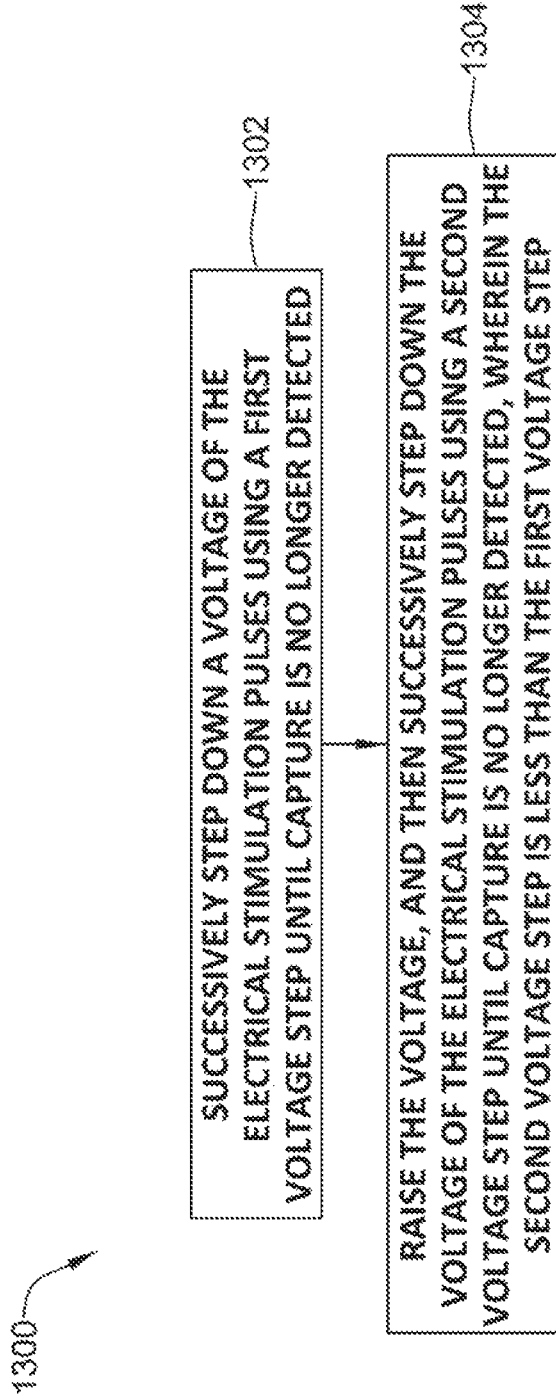 1300
SUCCESSIVELY STEP DOWN A VOLTAGE OF THE
ELECTRICAL STIMULATION PULSES USING A FIRST
VOLTAGE STEP UNTIL CAPTURE IS NO LONGER DETECTED
1302
RAISE THE VOLTAGE, AND THEN SUCCESSIVELY STEP DOWN THE
VOLTAGE OF THE ELECTRICAL STIMULATION PULSES USING A SECOND
VOLTAGE STEP UNTIL CAPTURE IS NO LONGER DETECTED, WHEREIN THE
SECOND VOLTAGE STEP IS LESS THAN THE FIRST VOLTAGE STEP
1304